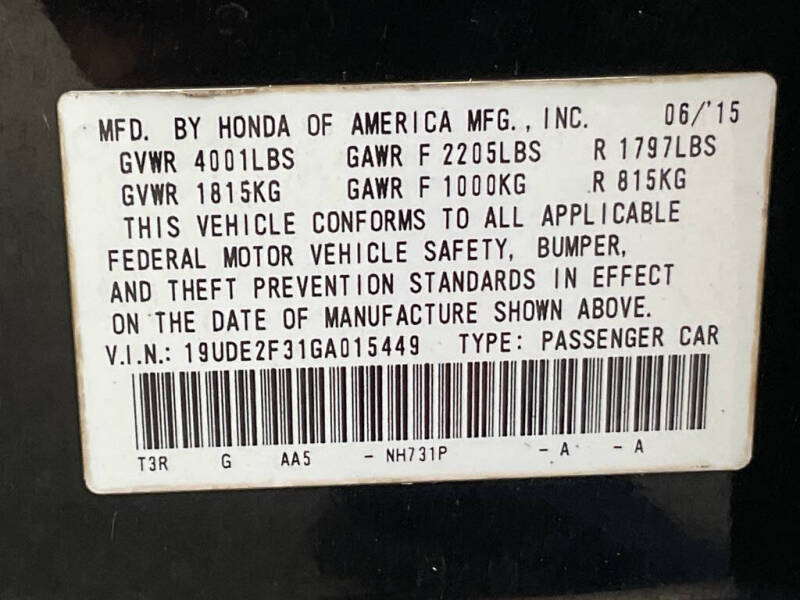 MFD. BY HONDA OF AMERICA MFG., INC. 06/'15
GVWR 4001LBS GAWR F 2205LBS R 1797LBS
GVWR 1815KG GAWR F 1000KG R 815KG
THIS VEHICLE CONFORMS TO ALL APPLICABLE
FEDERAL MOTOR VEHICLE SAFETY, BUMPER,
AND THEFT PREVENTION STANDARDS IN EFFECT
ON THE DATE OF MANUFACTURE SHOWN ABOVE.
V.I.N.: 19UDE2F31GA015449 TYPE: PASSENGER CAR
T3R G AA5 - NH731P - A - A